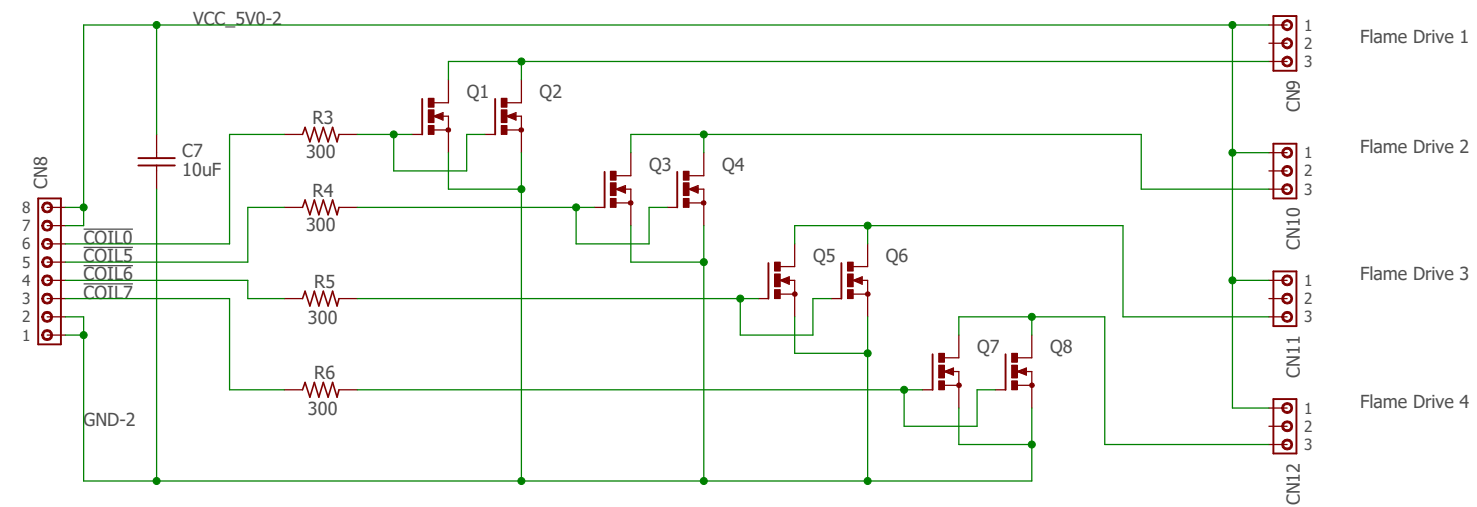 VCC_5V0-2
1
2
3
CN9
Flame Drive 1
Q1
Q2
R3
300
C7
10uF
1
2
3
CN10
Flame Drive 2
Q3
Q4
R4
300
CN8
8
7
6
5
4
3
2
1
COIL0
COIL5
COIL6
COIL7
Q5
Q6
R5
300
1
2
3
CN11
Flame Drive 3
Q7
Q8
R6
300
GND-2
1
2
3
CN12
Flame Drive 4